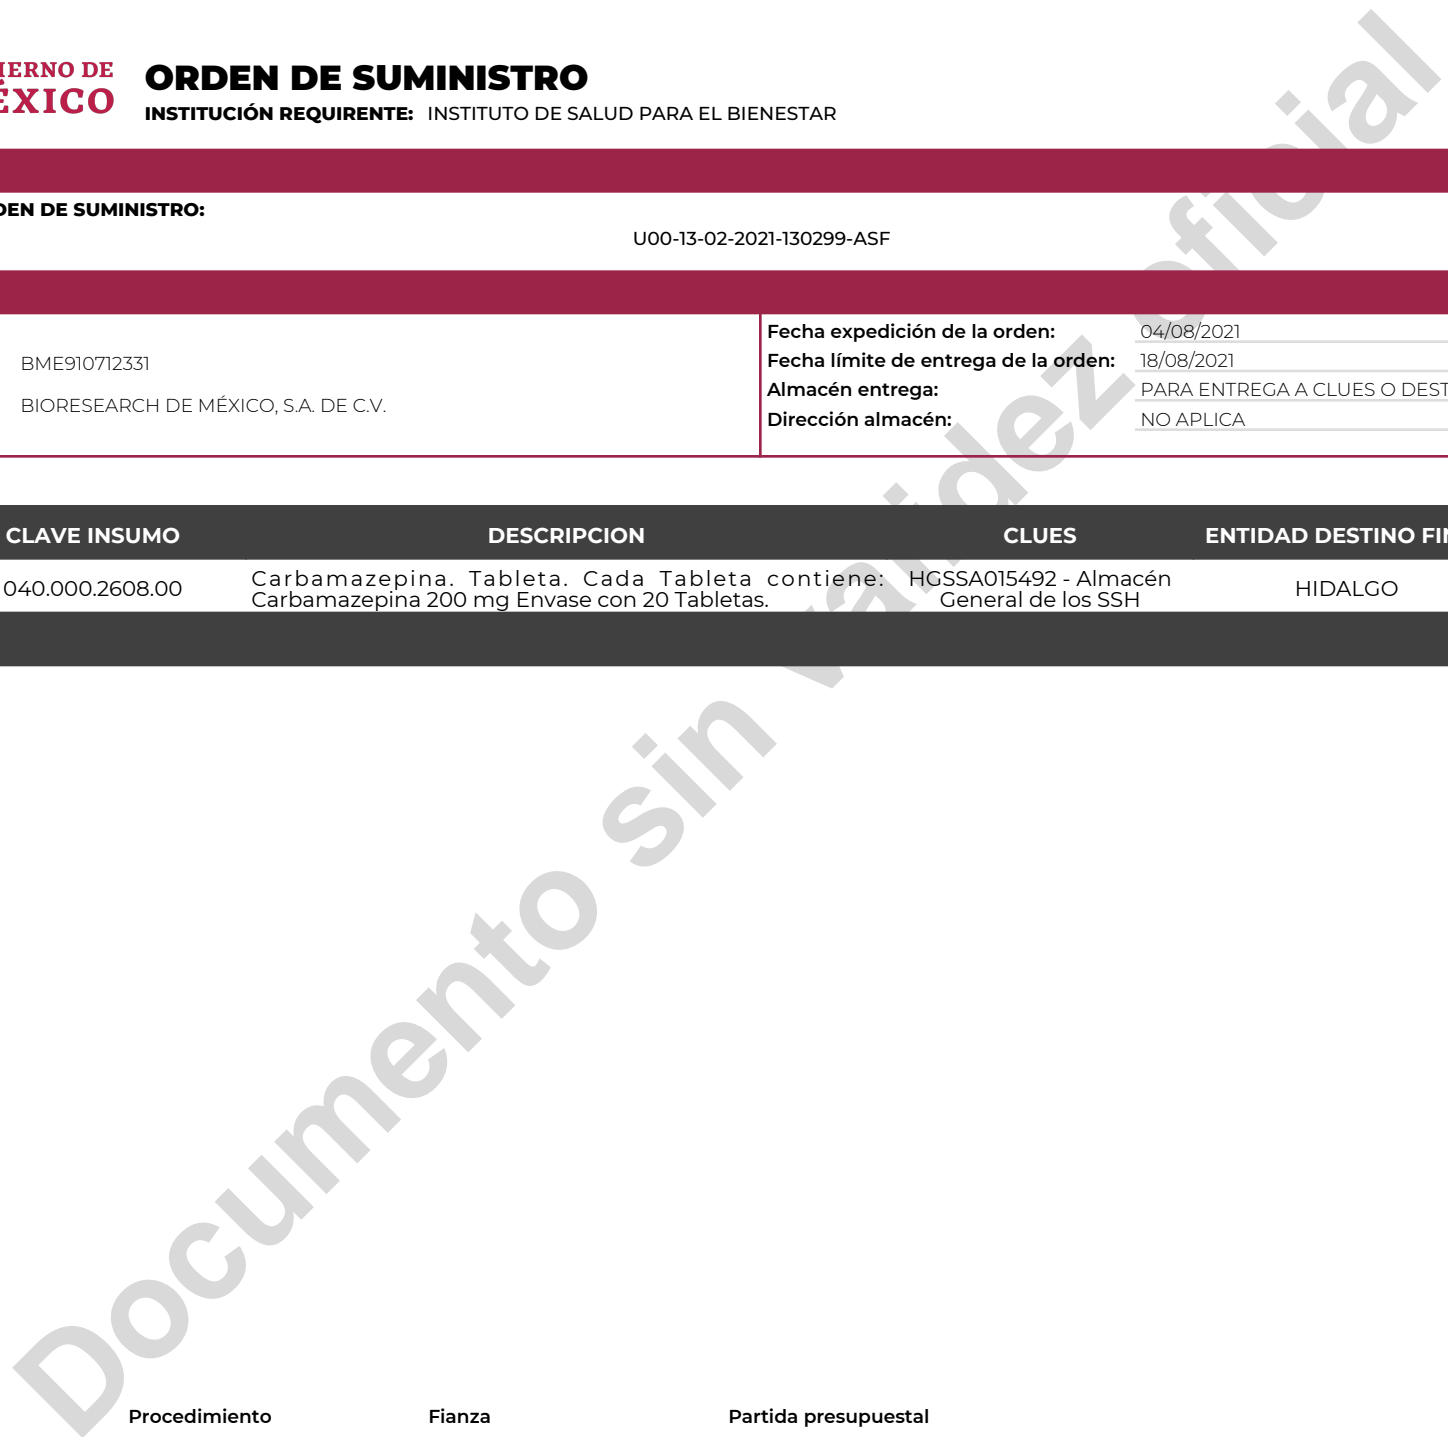 IERNO DE
ÉXICO
ORDEN DE SUMINISTRO
INSTITUCIÓN REQUIRENTE: INSTITUTO DE SALUD PARA EL BIENESTAR
DEN DE SUMINISTRO:
U00-13-02-2021-130299-ASF
BME910712331
BIORESEARCH DE MÉXICO, S.A. DE C.V.
Fecha expedición de la orden: 04/08/2021
Fecha límite de entrega de la orden: 18/08/2021
Almacén entrega: PARA ENTREGA A CLUES O DEST
Dirección almacén: NO APLICA
CLAVE INSUMO DESCRIPCION CLUES ENTIDAD DESTINO FIN
040.000.2608.00 Carbamazepina. Tableta. Cada Tableta contiene: HGSSA015492 - Almacén HIDALGO
Carbamazepina 200 mg Envase con 20 Tabletas. General de los SSH
Documento sin validez oficial
Procedimiento Fianza Partida presupuestal